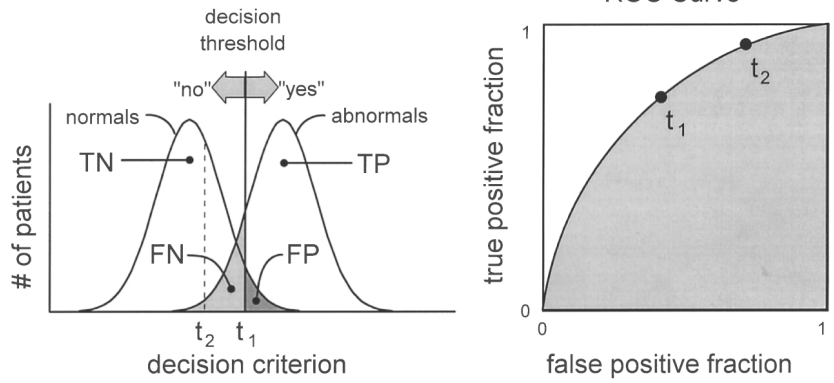 decision
threshold
"no" "yes"
normals
abnormals
TN
TP
FN
FP
# of patients
t2 t1
decision criterion
1
t2
t1
true positive fraction
0
0
1
false positive fraction